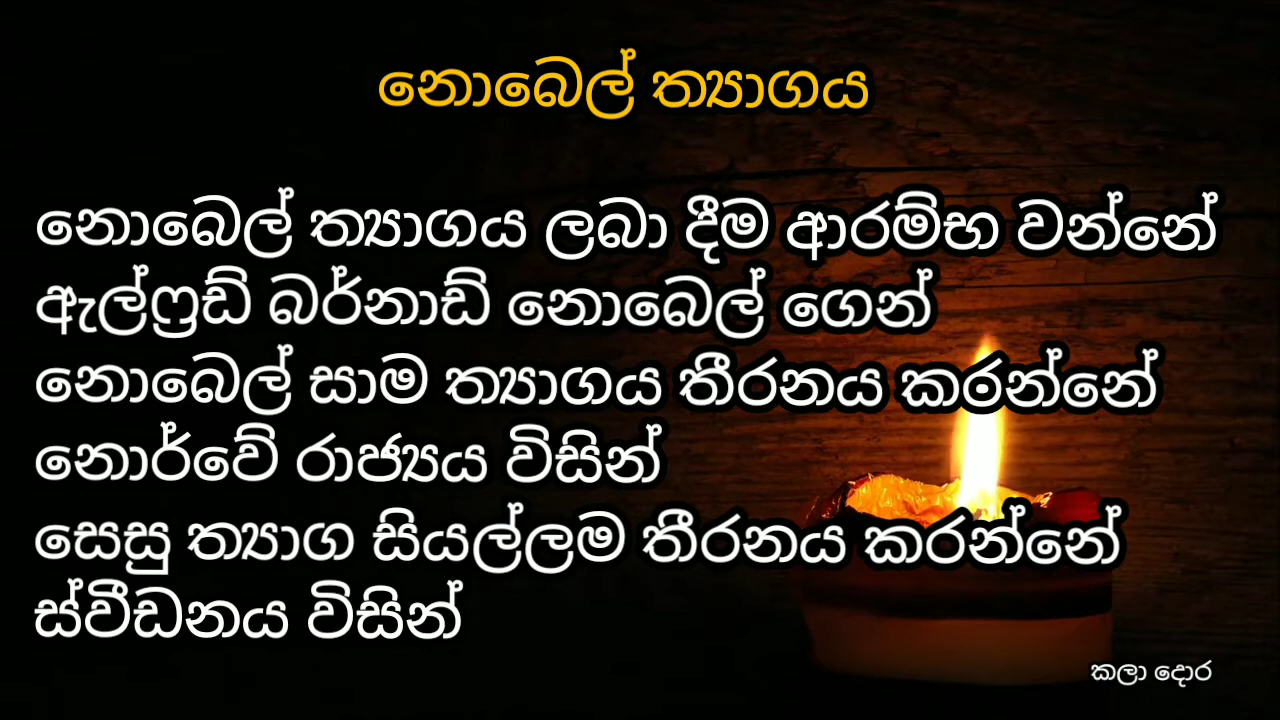 නොබෙල් ත්‍යාගය
නොබෙල් ත්‍යාගය ලබා දීම ආරම්භ වන්නේ
ඇල්ෆ්‍රඩ් බර්නාඩ් නොබෙල් ගෙන්
නොබෙල් සාම ත්‍යාගය තීරනය කරන්නේ
නොර්වේ රාජ්‍යය විසින්
සෙසු ත්‍යාග සියල්ලම තීරනය කරන්නේ
ස්වීඩනය විසින්
කලා දොර